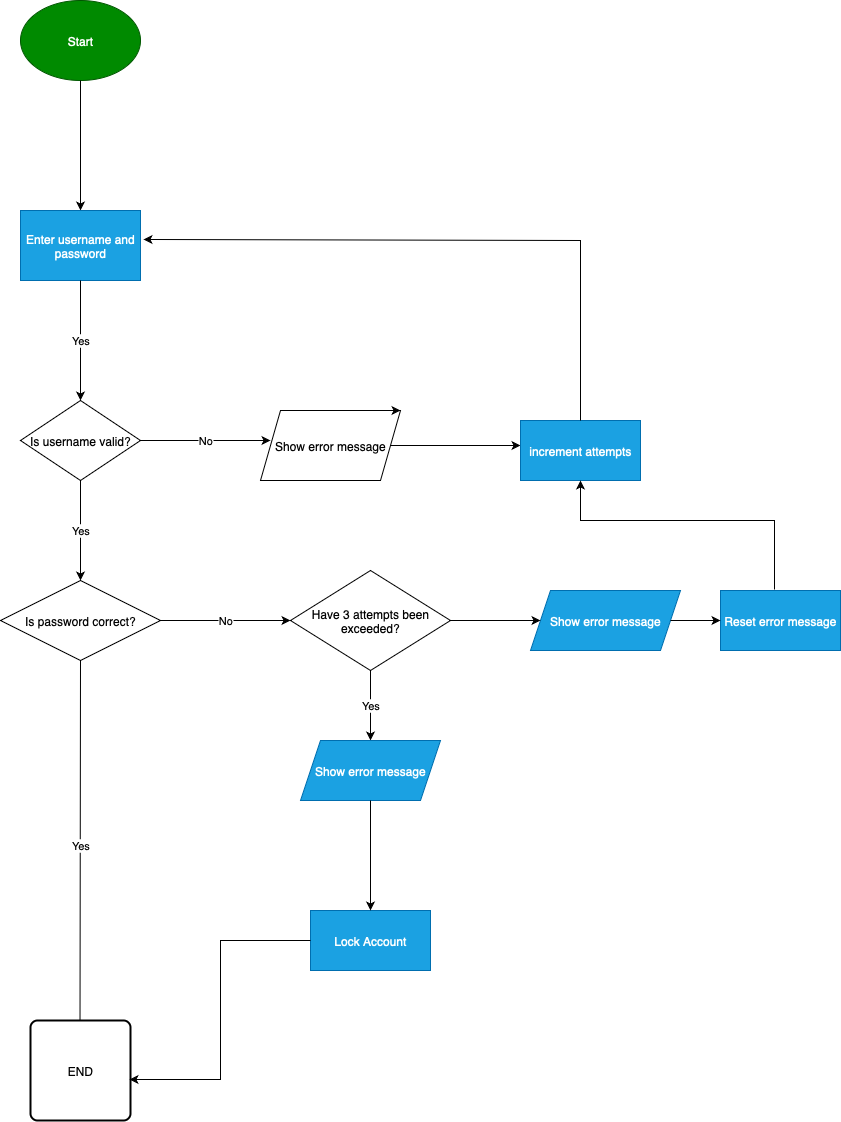 Start
Enter username and
password
Yes
Is username valid?
No
Show error message
increment attempts
Yes
Is password correct?
No
Have 3 attempts been
exceeded?
Show error message
Reset error message
Yes
Show error message
Yes
Lock Account
END